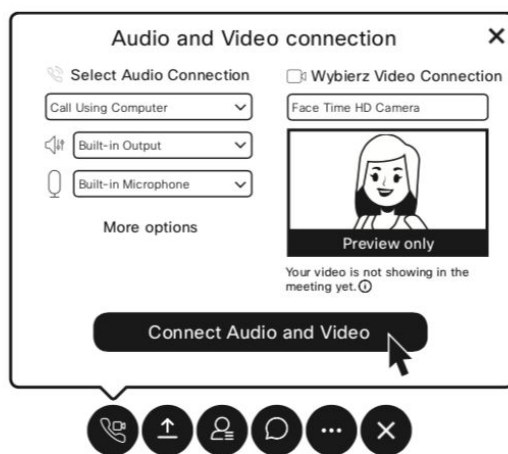 Audio and Video connection
Select Audio Connection
Call Using Computer
Built-in Output
Built-in Microphone
More options
Wybierz Video Connection
Face Time HD Camera
Preview only
Your video is not showing in the
meeting yet.
Connect Audio and Video